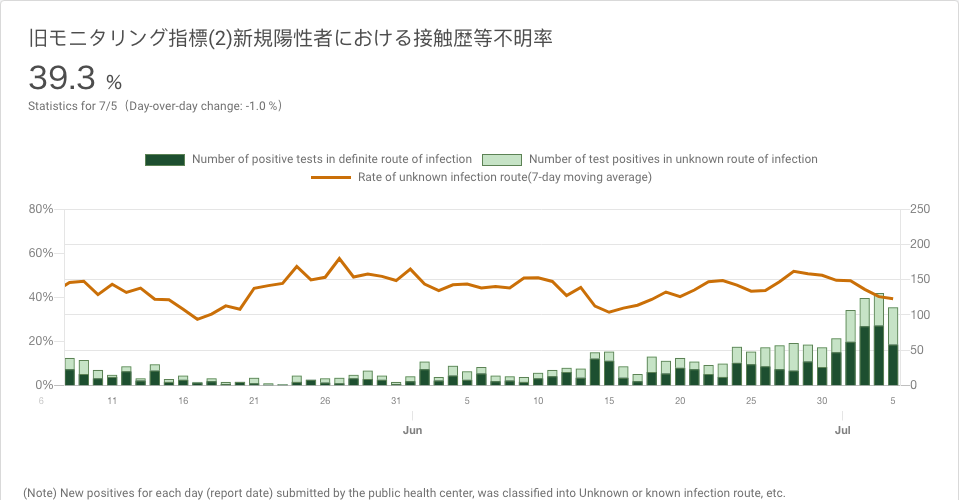 旧モニタリング指標(2)新規陽性者における接触歴等不明率
39.3 %
Statistics for 7/5（Day-over-day change: -1.0 %）
Number of positive tests in definite route of infection Number of test positives in unknown route of infection
Rate of unknown infection route(7-day moving average)
80% 250
200
60%
150
40%
100
20%
50
0% 0
6 11 16 21 26 31 5 10 15 20 25 30 5
Jun Jul
(Note) New positives for each day (report date) submitted by the public health center, was classified into Unknown or known infection route, etc.